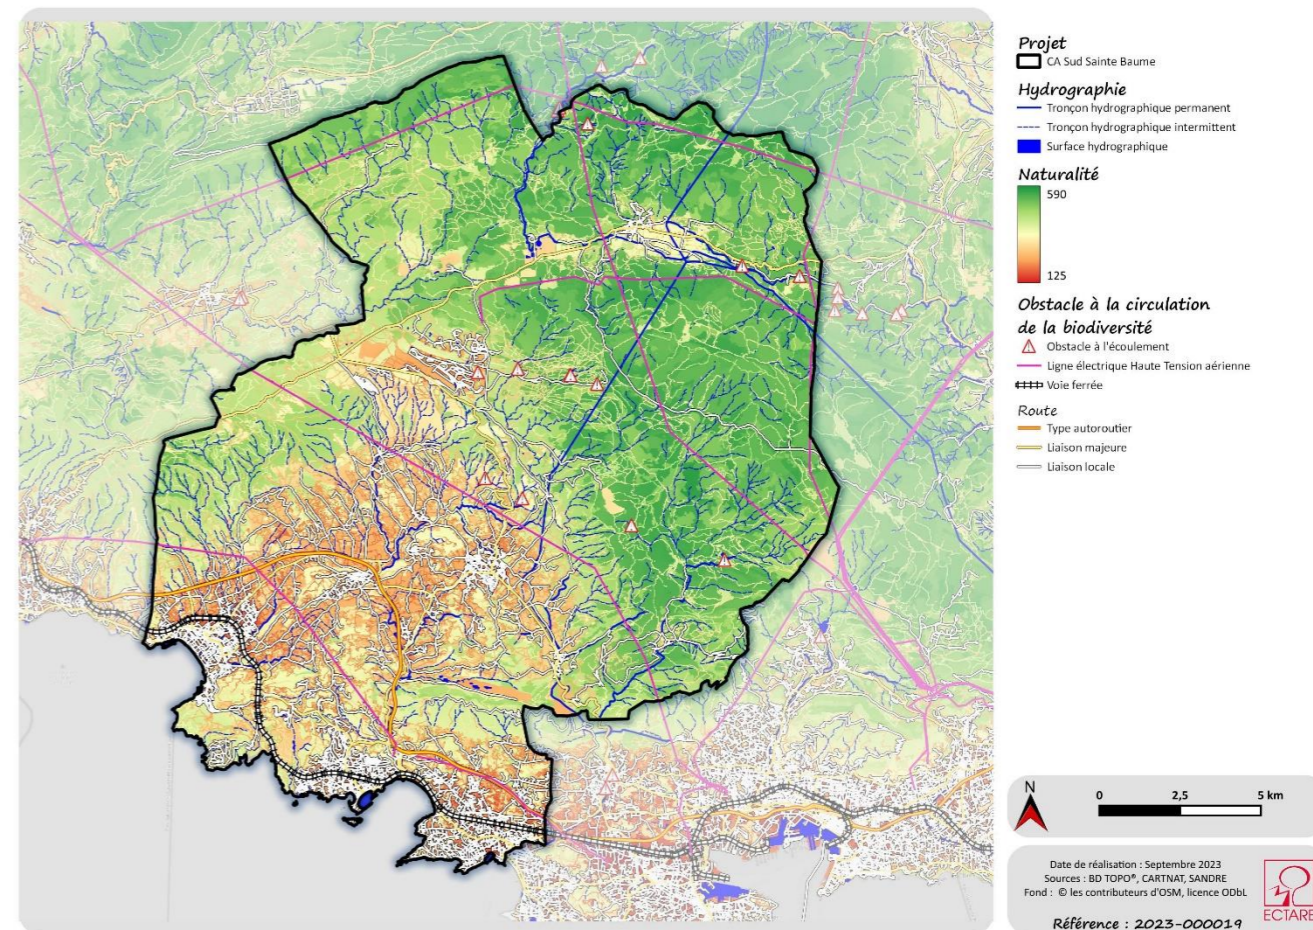 Projet
CA Sud Sainte Baume
Hydrographie
Tronçon hydrographique permanent
Tronçon hydrographique intermittent
Surface hydrographique
Naturalité
590
125
Obstacle à la circulation
de la biodiversité
Obstacle à l'écoulement
Ligne électrique Haute Tension aérienne
Voie ferrée
Route
Type autoroutier
Liaison majeure
Liaison locale
N
0 2,5 5 km
Date de réalisation : Septembre 2023
Sources : BD TOPO®, CARTNAT, SANDRE
Fond : © les contributeurs d'OSM, licence ODbL
Référence : 2023-000019
ECTARE